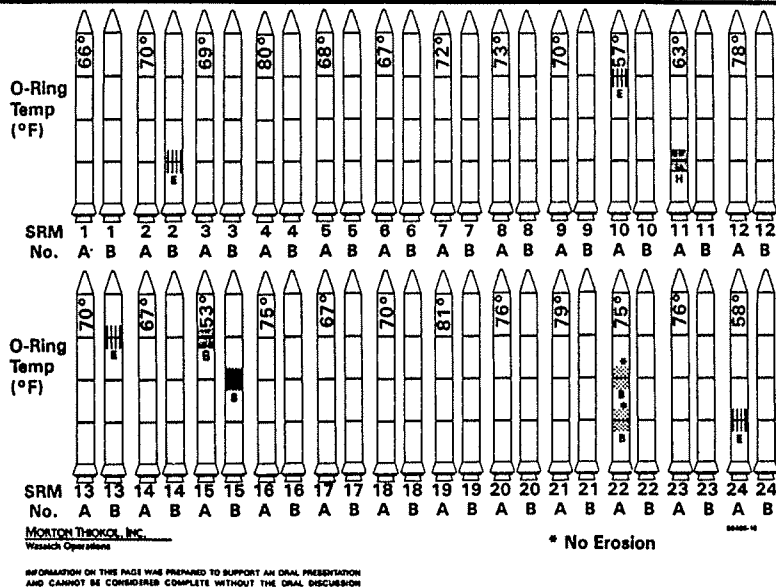 66° 70° 69° 80° 68° 67° 72° 73° 70° 57° 63° 78°
O-Ring
Temp
(°F)
E E H
SRM 1 1 2 2 3 3 4 4 5 5 6 6 7 7 8 8 9 9 10 10 11 11 12 12
No. A B A B A B A B A B A B A B A B A B A B A B A B
70° 67° 53° 75° 67° 70° 81° 76° 79° 75° 76° 58°
O-Ring
Temp
(°F)
E B * B
* B B E
SRM 13 13 14 14 15 15 16 16 17 17 18 18 19 19 20 20 21 21 22 22 23 23 24 24
No. A B A B A B A B A B A B A B A B A B A B A B A B
MORTON THIOKOL, INC.
Wasatch Operations
* No Erosion
INFORMATION ON THIS PAGE WAS PREPARED TO SUPPORT AN ORAL PRESENTATION
AND CANNOT BE CONSIDERED COMPLETE WITHOUT THE ORAL DISCUSSION